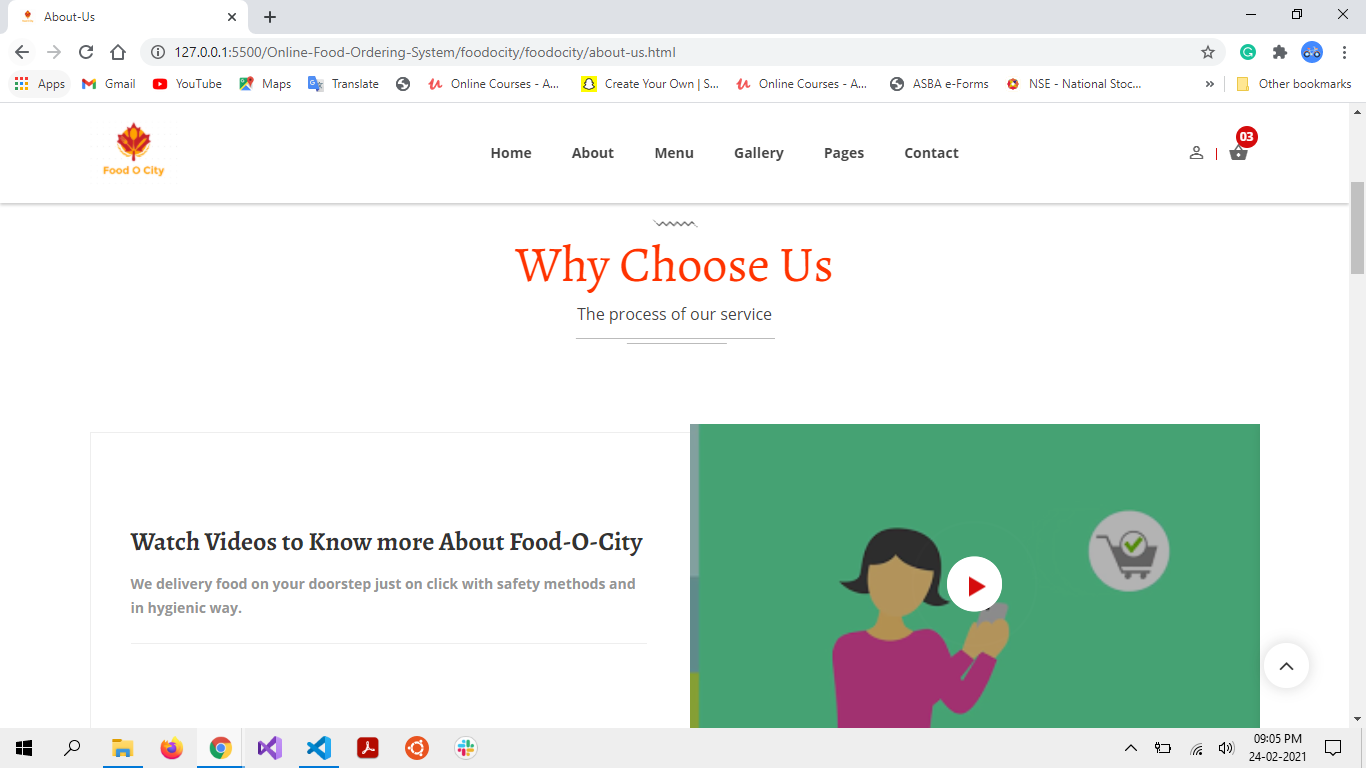 About-Us
127.0.0.1:5500/Online-Food-Ordering-System/foodocity/foodocity/about-us.html
Apps Gmail YouTube Maps Translate Online Courses - A... Create Your Own | S... Online Courses - A... ASBA e-Forms NSE - National Stoc... » Other bookmarks
Food O City
Home About Menu Gallery Pages Contact 03
Why Choose Us
The process of our service
Watch Videos to Know more About Food-O-City
We delivery food on your doorstep just on click with safety methods and
in hygienic way.
09:05 PM
24-02-2021